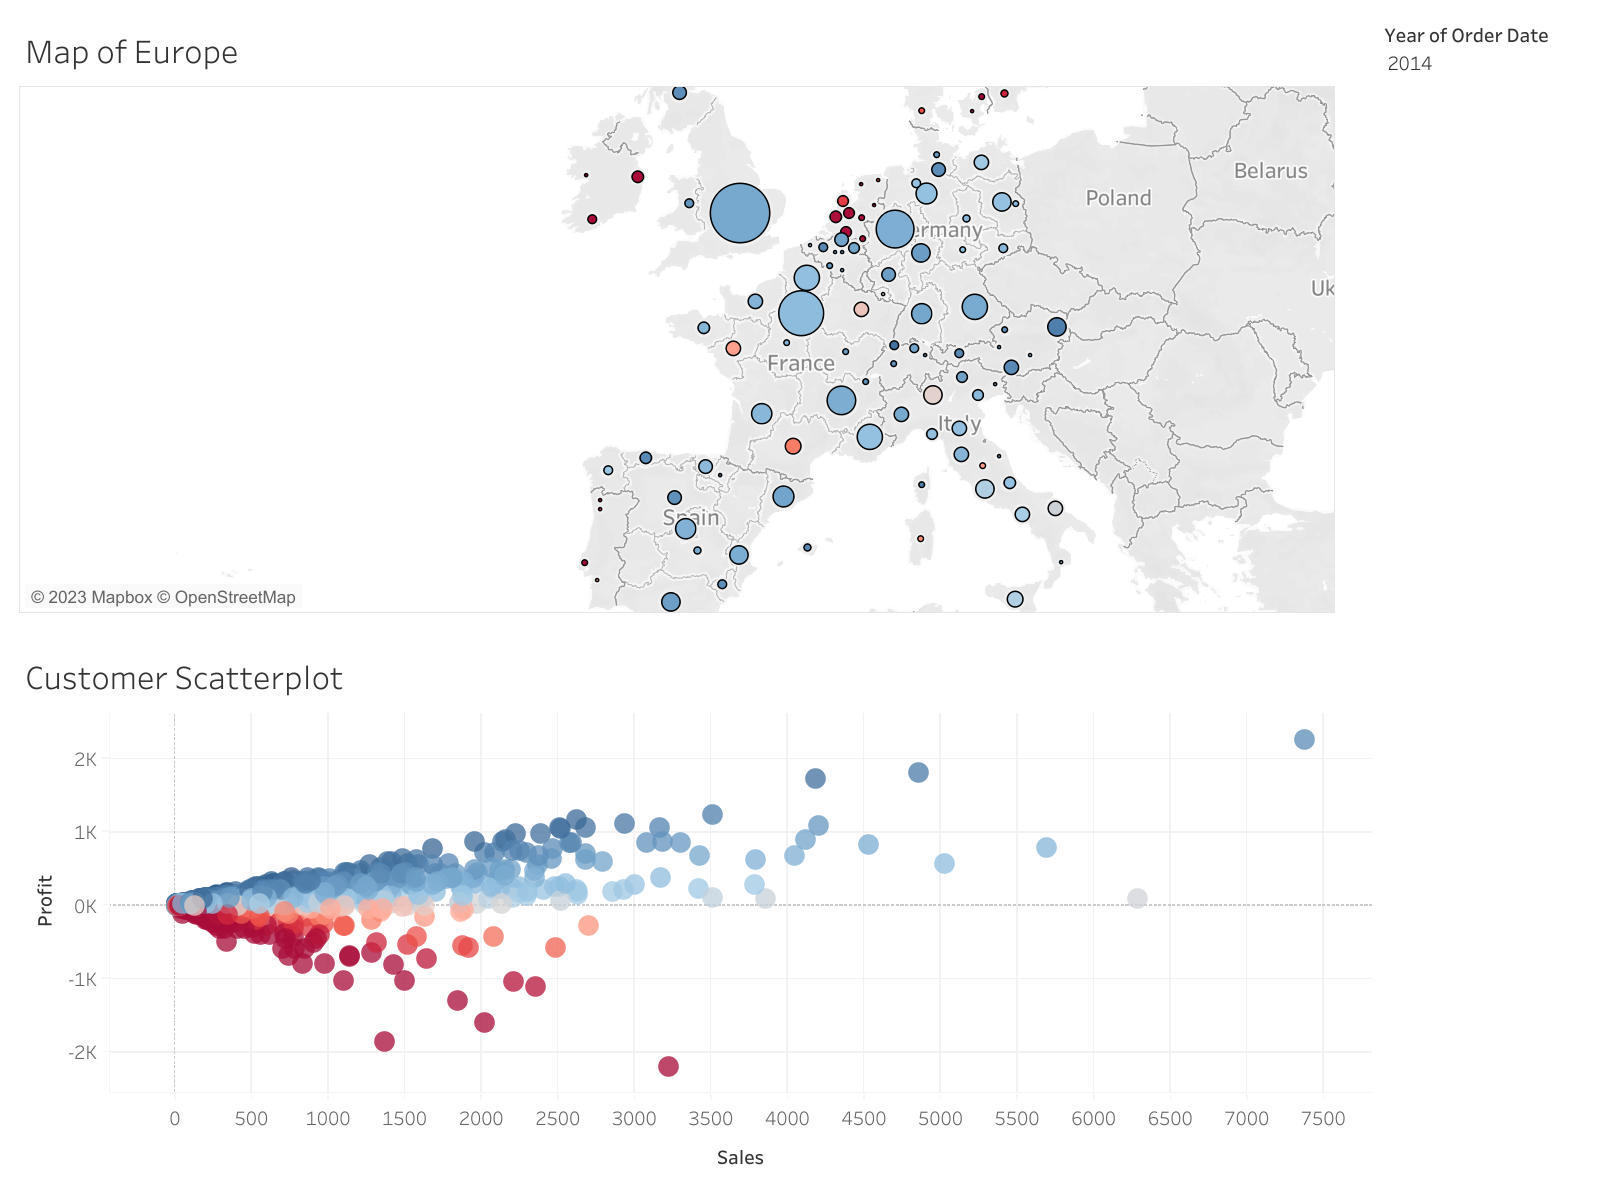 Map of Europe
Year of Order Date
2014
Belarus
Poland
ermany
Uk
France
Italy
Spain
© 2023 Mapbox © OpenStreetMap
Customer Scatterplot
2K
1K
0K
-1K
-2K
Profit
0 500 1000 1500 2000 2500 3000 3500 4000 4500 5000 5500 6000 6500 7000 7500
Sales